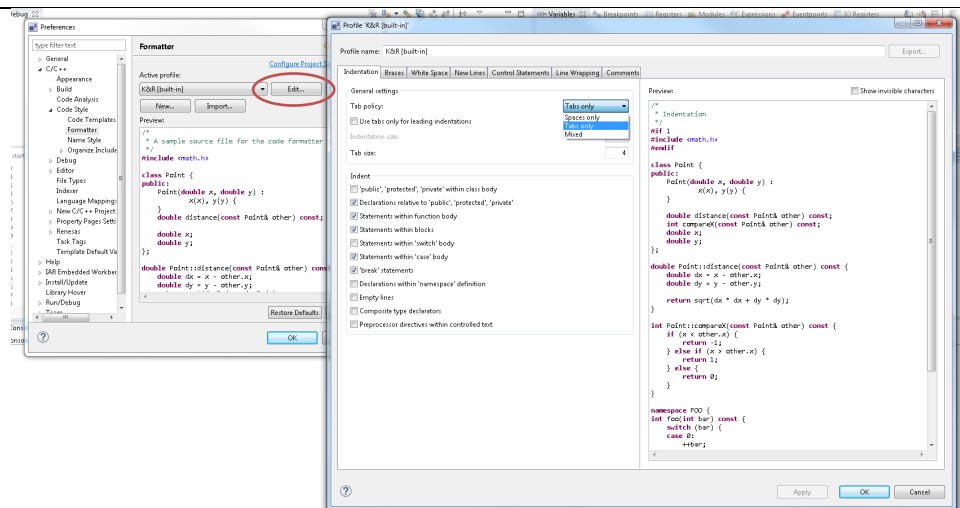 Debug
(x)= Variables
Breakpoints
Registers
Modules
Expressions
Eventpoints
IO Registers
Preferences
type filter text
General
C/C++
Appearance
Build
Code Analysis
Code Style
Code Templates
Formatter
Name Style
Organize Include
Debug
Editor
File Types
Indexer
Language Mappings
New C/C++ Project
Property Pages Setti
Renesas
Task Tags
Template Default Va
Help
IAR Embedded Workber
Install/Update
Library Hover
Run/Debug
Team
Formatter
Configure Project S
Active profile:
K&R [built-in]
Edit...
New...
Import...
Preview:
/*
* A sample source file for the code formatter
*/
#include <math.h>
class Point {
public:
Point(double x, double y) :
x(x), y(y) {
}
double distance(const Point& other) const;
double x;
double y;
};
double Point::distance(const Point& other) cons
double dx = x - other.x;
double dy = y - other.y;
Restore Defaults
OK
Profile 'K&R [built-in]'
Profile name:
K&R [built-in]
Export...
Indentation
Braces
White Space
New Lines
Control Statements
Line Wrapping
Comments
General settings
Tab policy:
Tabs only
Spaces only
Tabs only
Mixed
Use tabs only for leading indentations
Indentation size:
Tab size:
4
Indent
'public', 'protected', 'private' within class body
Declarations relative to 'public', 'protected', 'private'
Statements within function body
Statements within blocks
Statements within 'switch' body
Statements within 'case' body
'break' statements
Declarations within 'namespace' definition
Empty lines
Composite type declarators
Preprocessor directives within controlled text
Preview:
Show invisible characters
/*
* Indentation
*/
#if 1
#include <math.h>
#endif
class Point {
public:
Point(double x, double y) :
x(x), y(y) {
}
double distance(const Point& other) const;
int compareX(const Point& other) const;
double x;
double y;
};
double Point::distance(const Point& other) const {
double dx = x - other.x;
double dy = y - other.y;
return sqrt(dx * dx + dy * dy);
}
int Point::compareX(const Point& other) const {
if (x < other.x) {
return -1;
} else if (x > other.x) {
return 1;
} else {
return 0;
}
}
namespace FOO {
int foo(int bar) const {
switch (bar) {
case 0:
++bar;
Apply
OK
Cancel